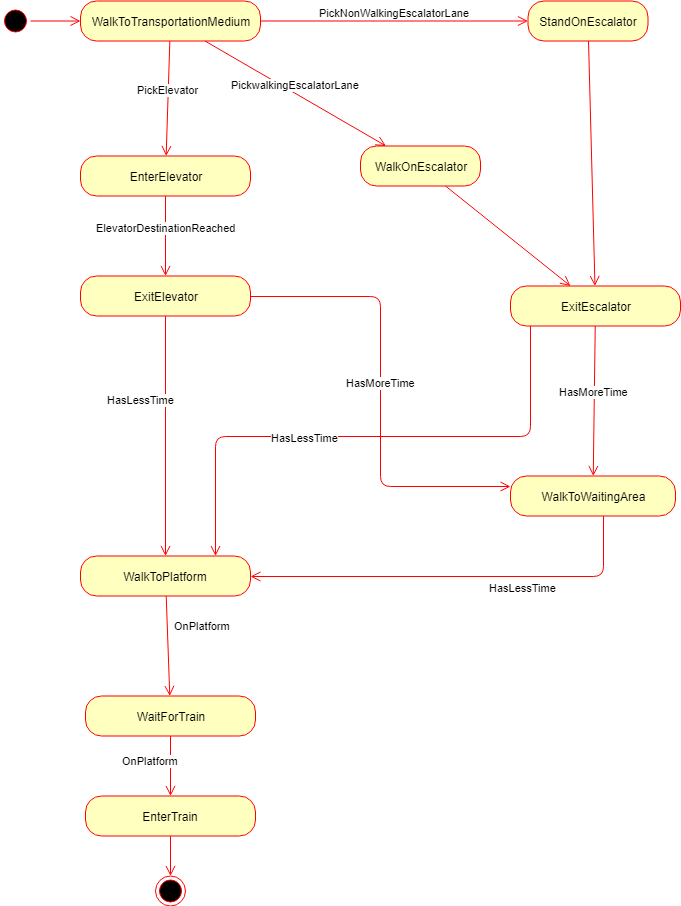 PickNonWalkingEscalatorLane
WalkToTransportationMedium
StandOnEscalator
PickElevator
PickwalkingEscalatorLane
WalkOnEscalator
EnterElevator
ElevatorDestinationReached
ExitElevator
ExitEscalator
HasMoreTime
HasMoreTime
HasLessTime
HasLessTime
WalkToWaitingArea
WalkToPlatform
HasLessTime
OnPlatform
WaitForTrain
OnPlatform
EnterTrain